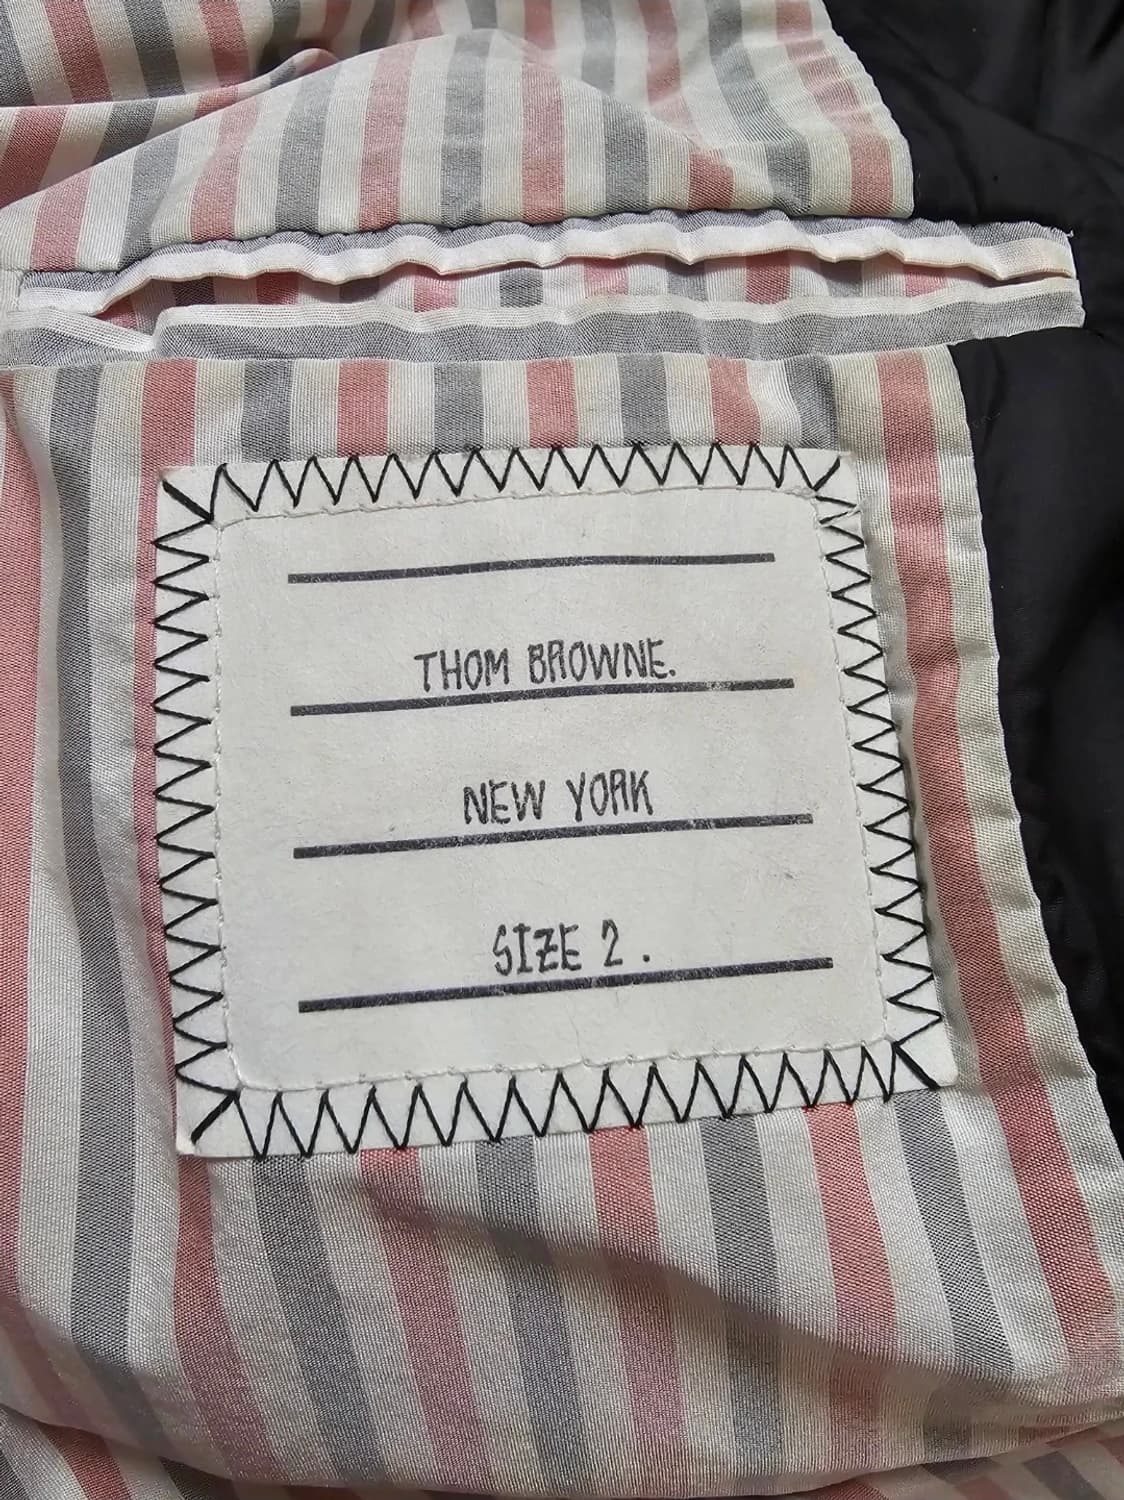 THOM BROWNE.
NEW YORK
SIZE 2.